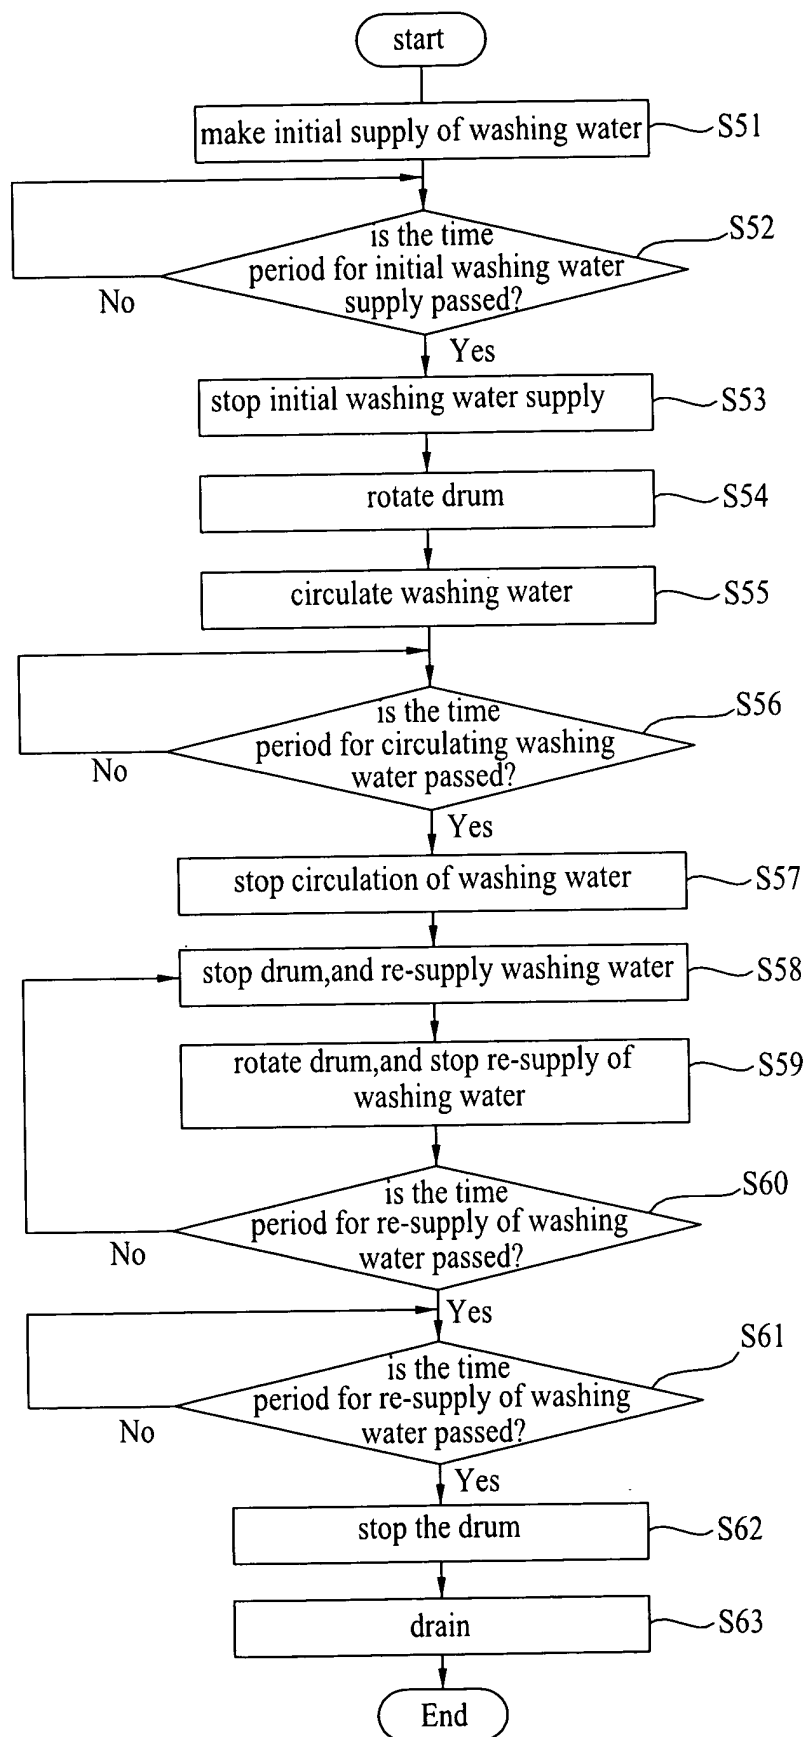 start
make initial supply of washing water
S51
is the time
period for initial washing water
supply passed?
S52
No
Yes
stop initial washing water supply
S53
rotate drum
S54
circulate washing water
S55
is the time
period for circulating washing
water passed?
S56
No
Yes
stop circulation of washing water
S57
stop drum,and re-supply washing water
S58
rotate drum,and stop re-supply of
washing water
S59
is the time
period for re-supply of washing
water passed?
S60
No
Yes
is the time
period for re-supply of washing
water passed?
S61
No
Yes
stop the drum
S62
drain
S63
End